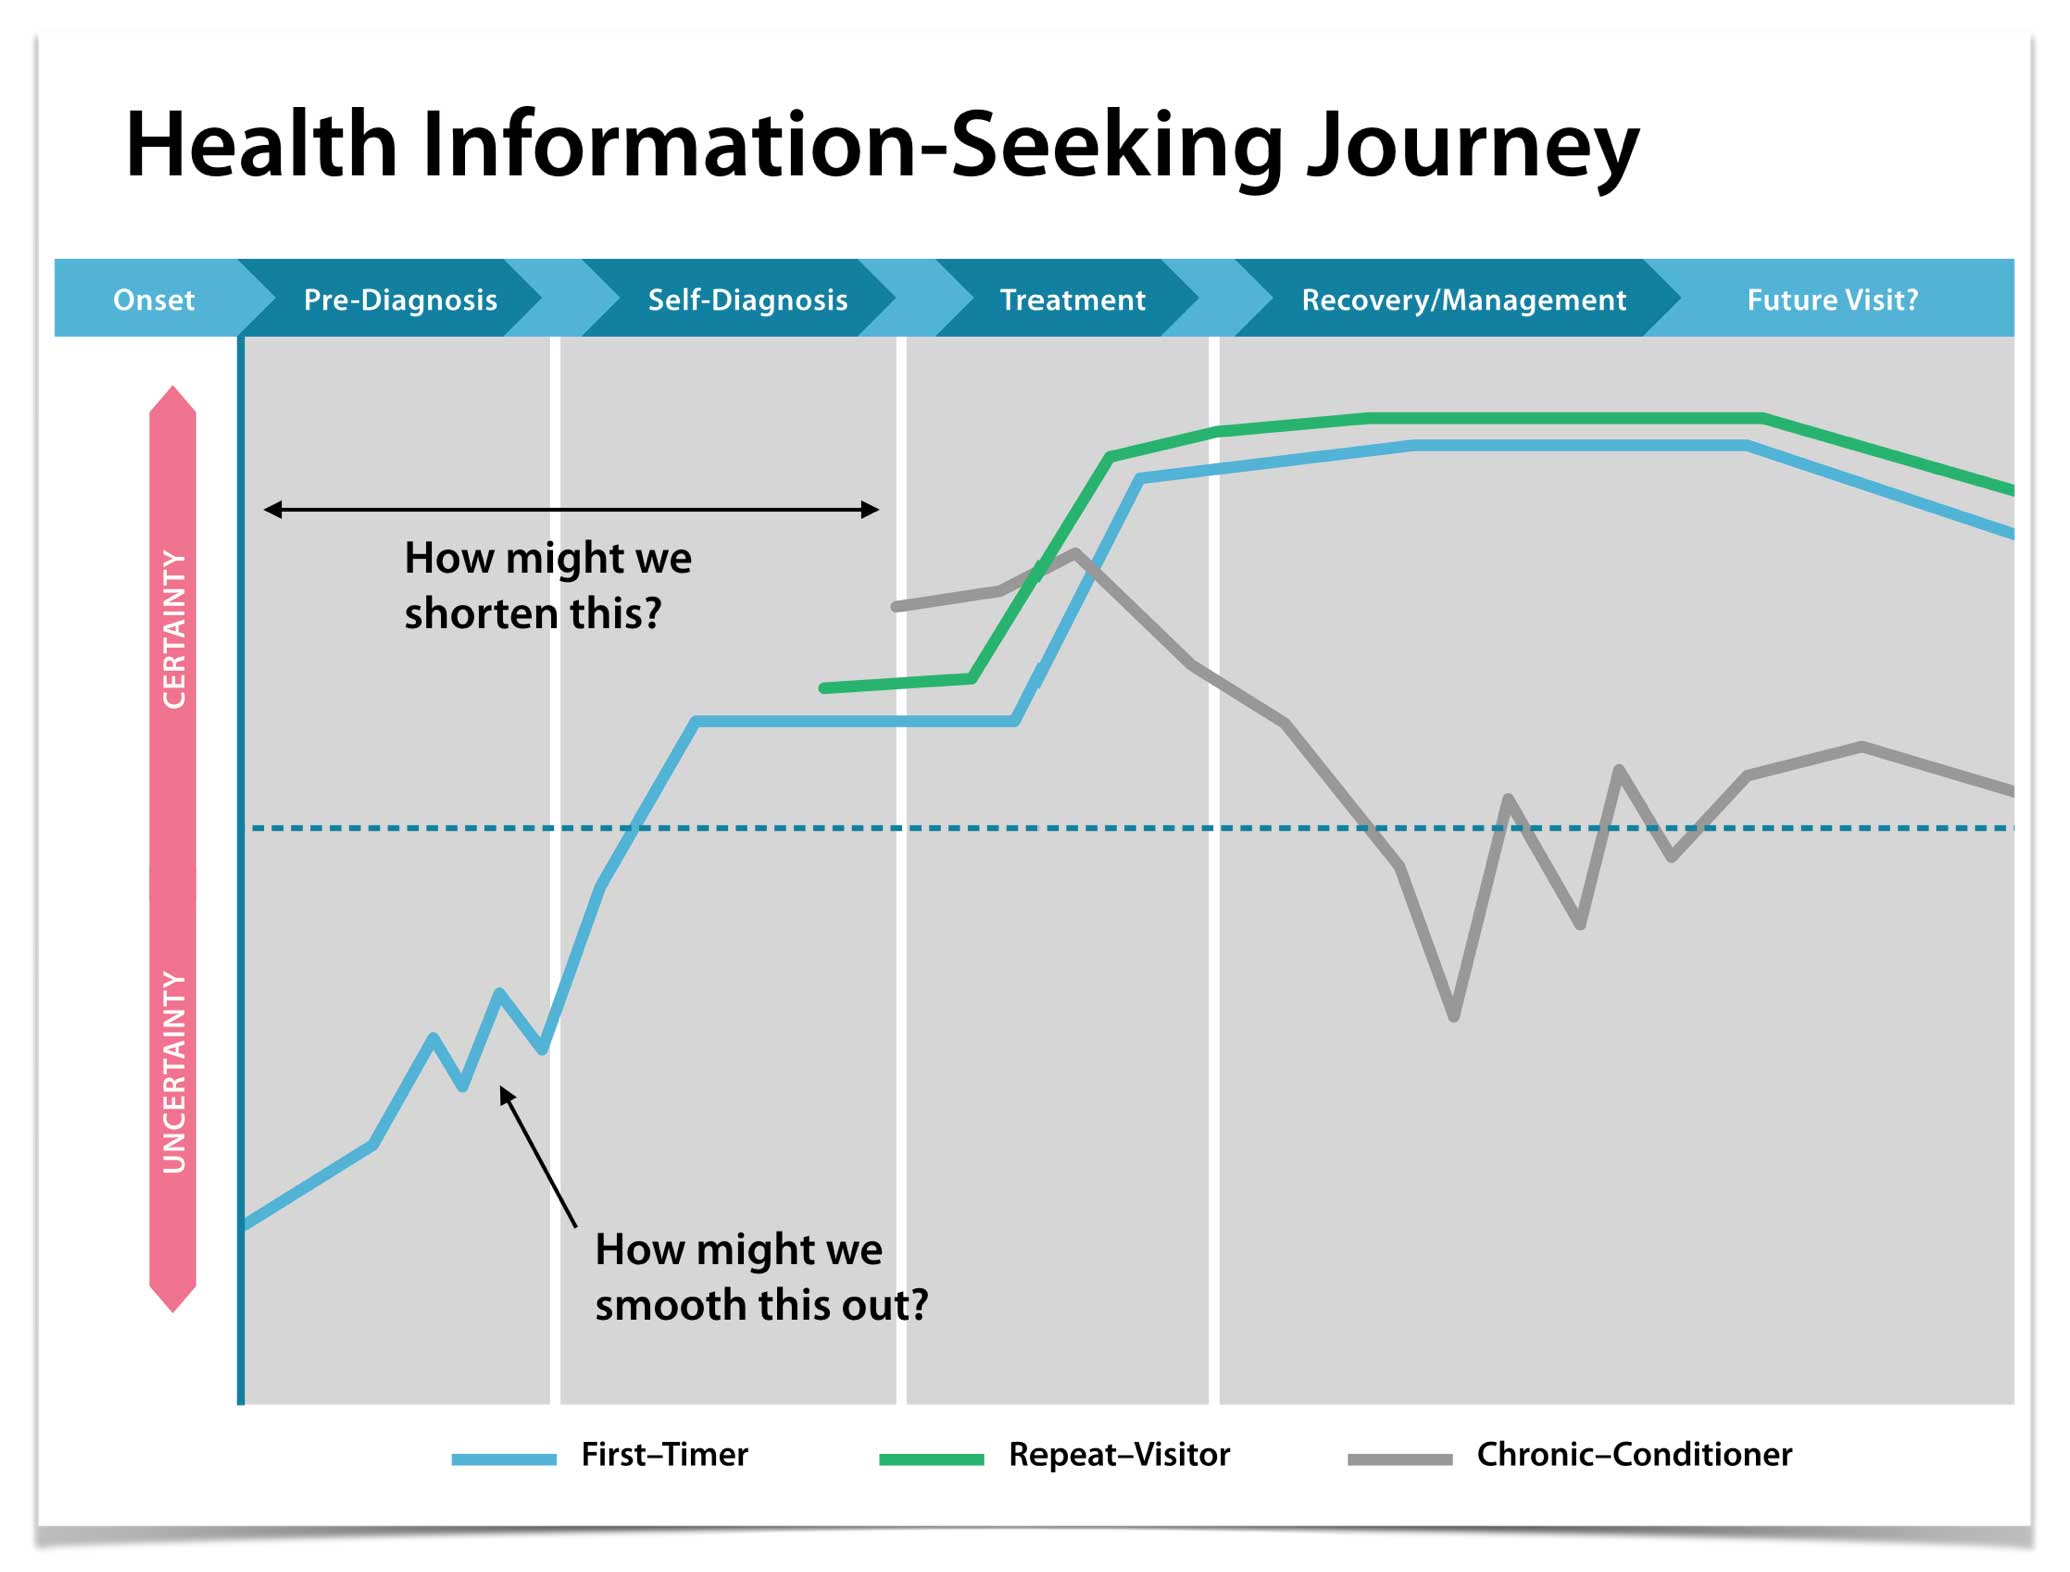 Health Information-Seeking Journey
Onset
Pre-Diagnosis
Self-Diagnosis
Treatment
Recovery/Management
Future Visit?
CERTAINTY
UNCERTAINTY
How might we
shorten this?
How might we
smooth this out?
First–Timer
Repeat–Visitor
Chronic–Conditioner